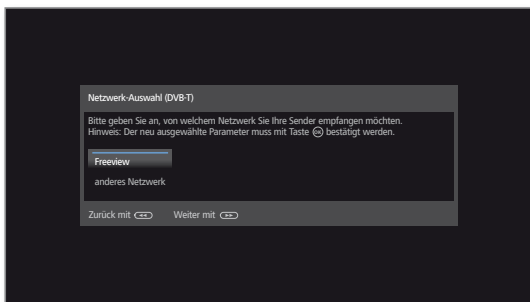 Netzwerk-Auswahl (DVB-T)
Bitte geben Sie an, von welchem Netzwerk Sie Ihre Sender empfangen möchten.
Hinweis: Der neu ausgewählte Parameter muss mit Taste OK bestätigt werden.
Freeview
anderes Netzwerk
Zurück mit Weiter mit